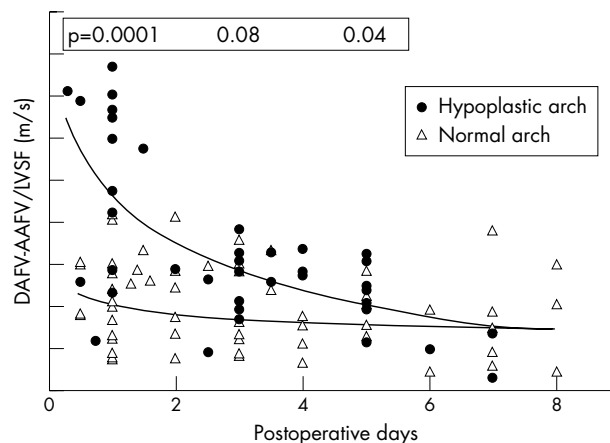 p=0.0001 0.08 0.04
Hypoplastic arch
Normal arch
DAFV-AAFV/LVSF (m/s)
0 2 4 6 8
Postoperative days